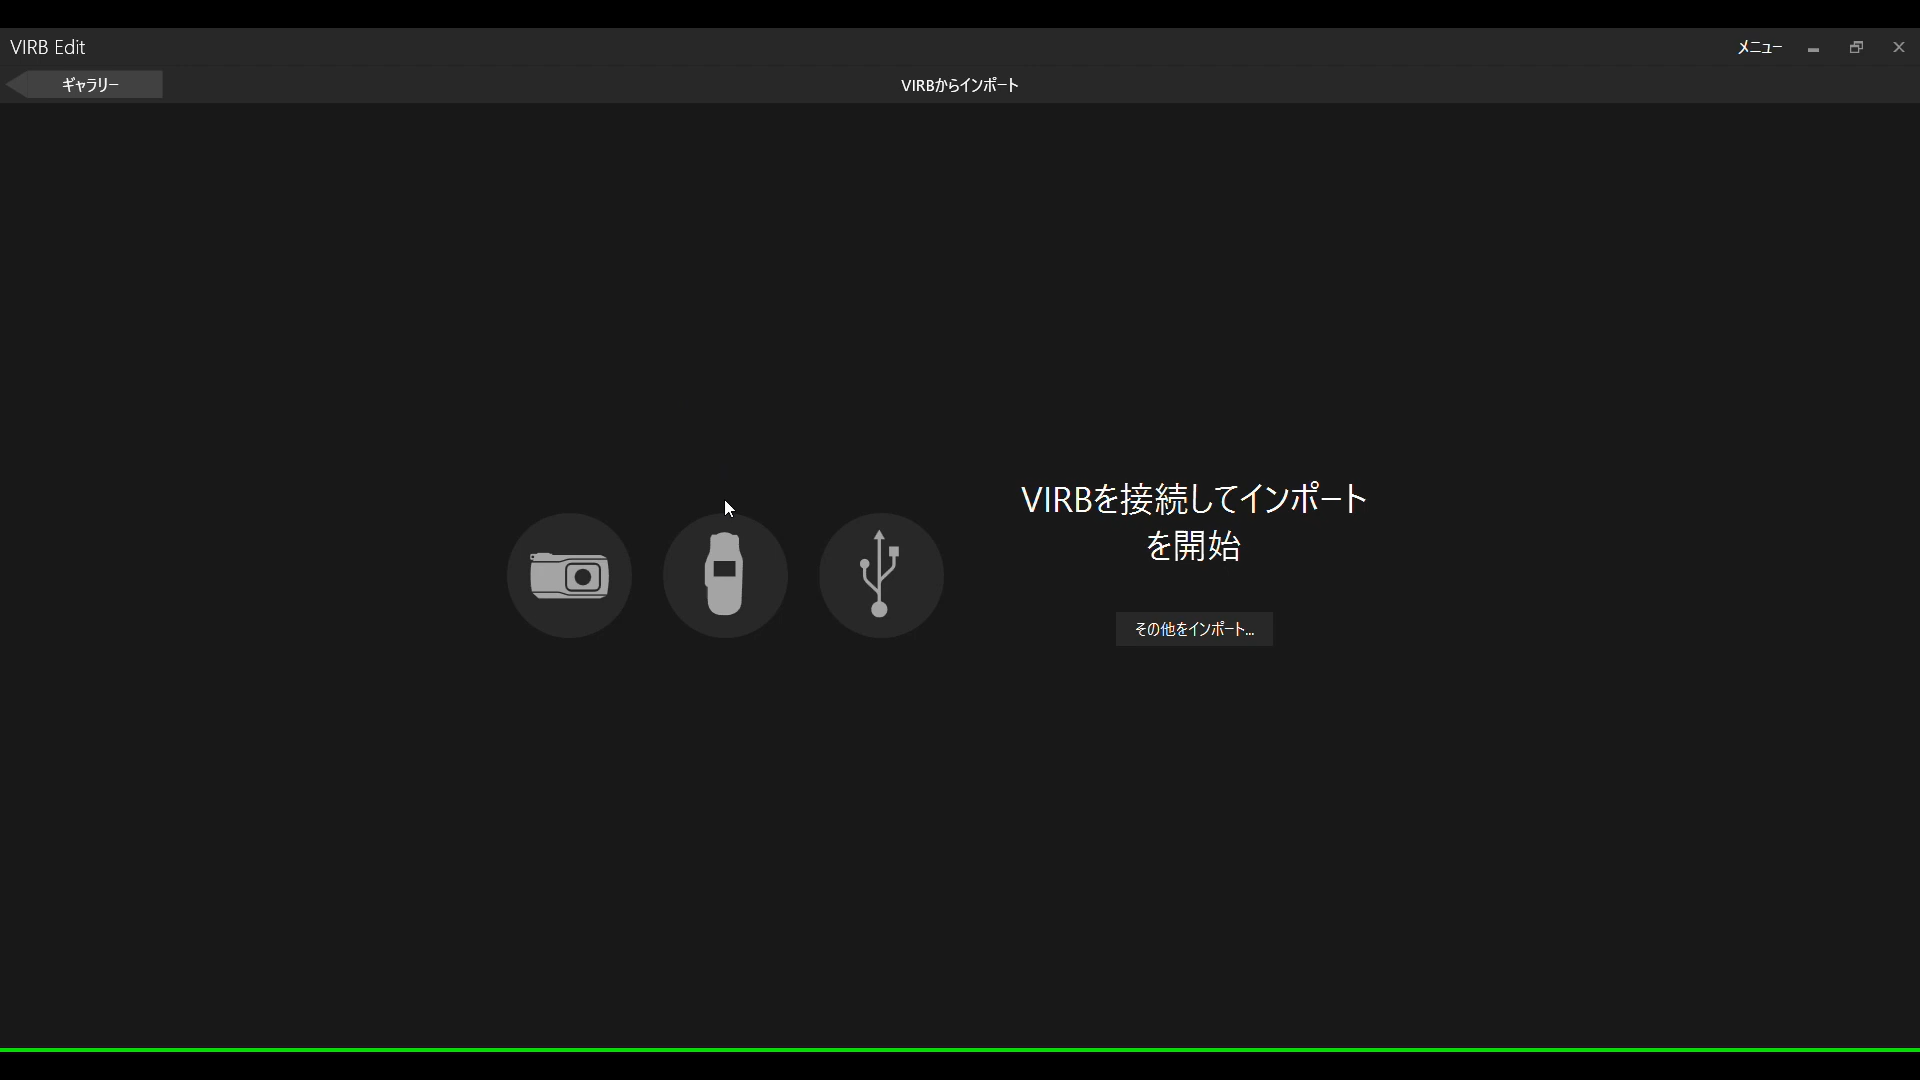 VIRB Edit
メニュー
ギャラリー
VIRBからインポート
VIRBを接続してインポート
を開始
その他をインポート...